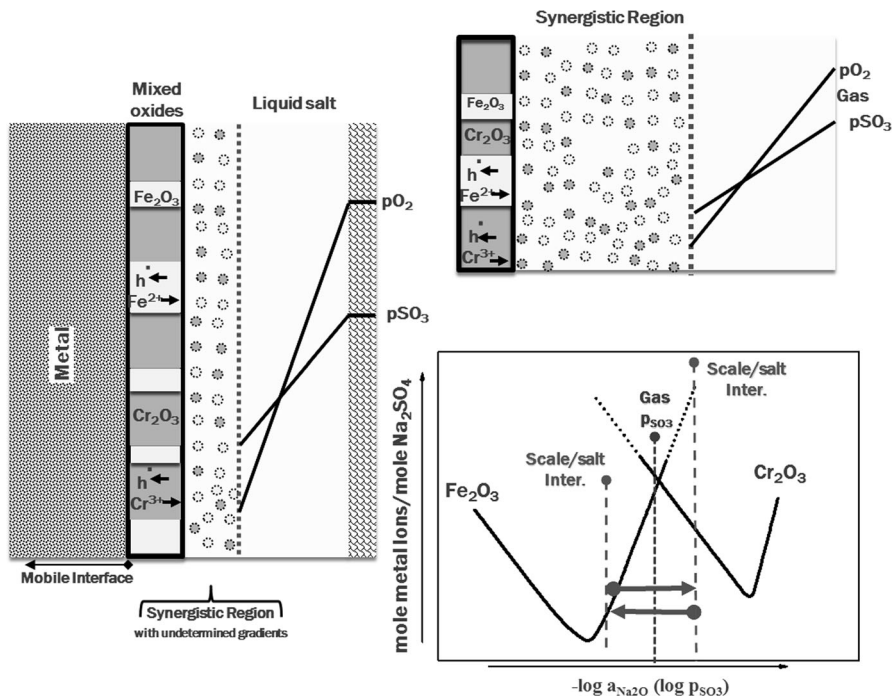 Mixed
oxides
Liquid salt
Fe₂O₃
h˙
Fe²⁺
Cr₂O₃
h˙
Cr³⁺
Metal
pO₂
pSO₃
Mobile Interface
Synergistic Region
with undetermined gradients
Synergistic Region
Fe₂O₃
Cr₂O₃
h˙
Fe²⁺
h˙
Cr³⁺
pO₂
Gas
pSO₃
mole metal Ions/mole Na₂SO₄
Scale/salt
Inter.
Gas
pSO₃
Scale/salt
Inter.
Fe₂O₃
Cr₂O₃
-log aNa2O (log pSO3)